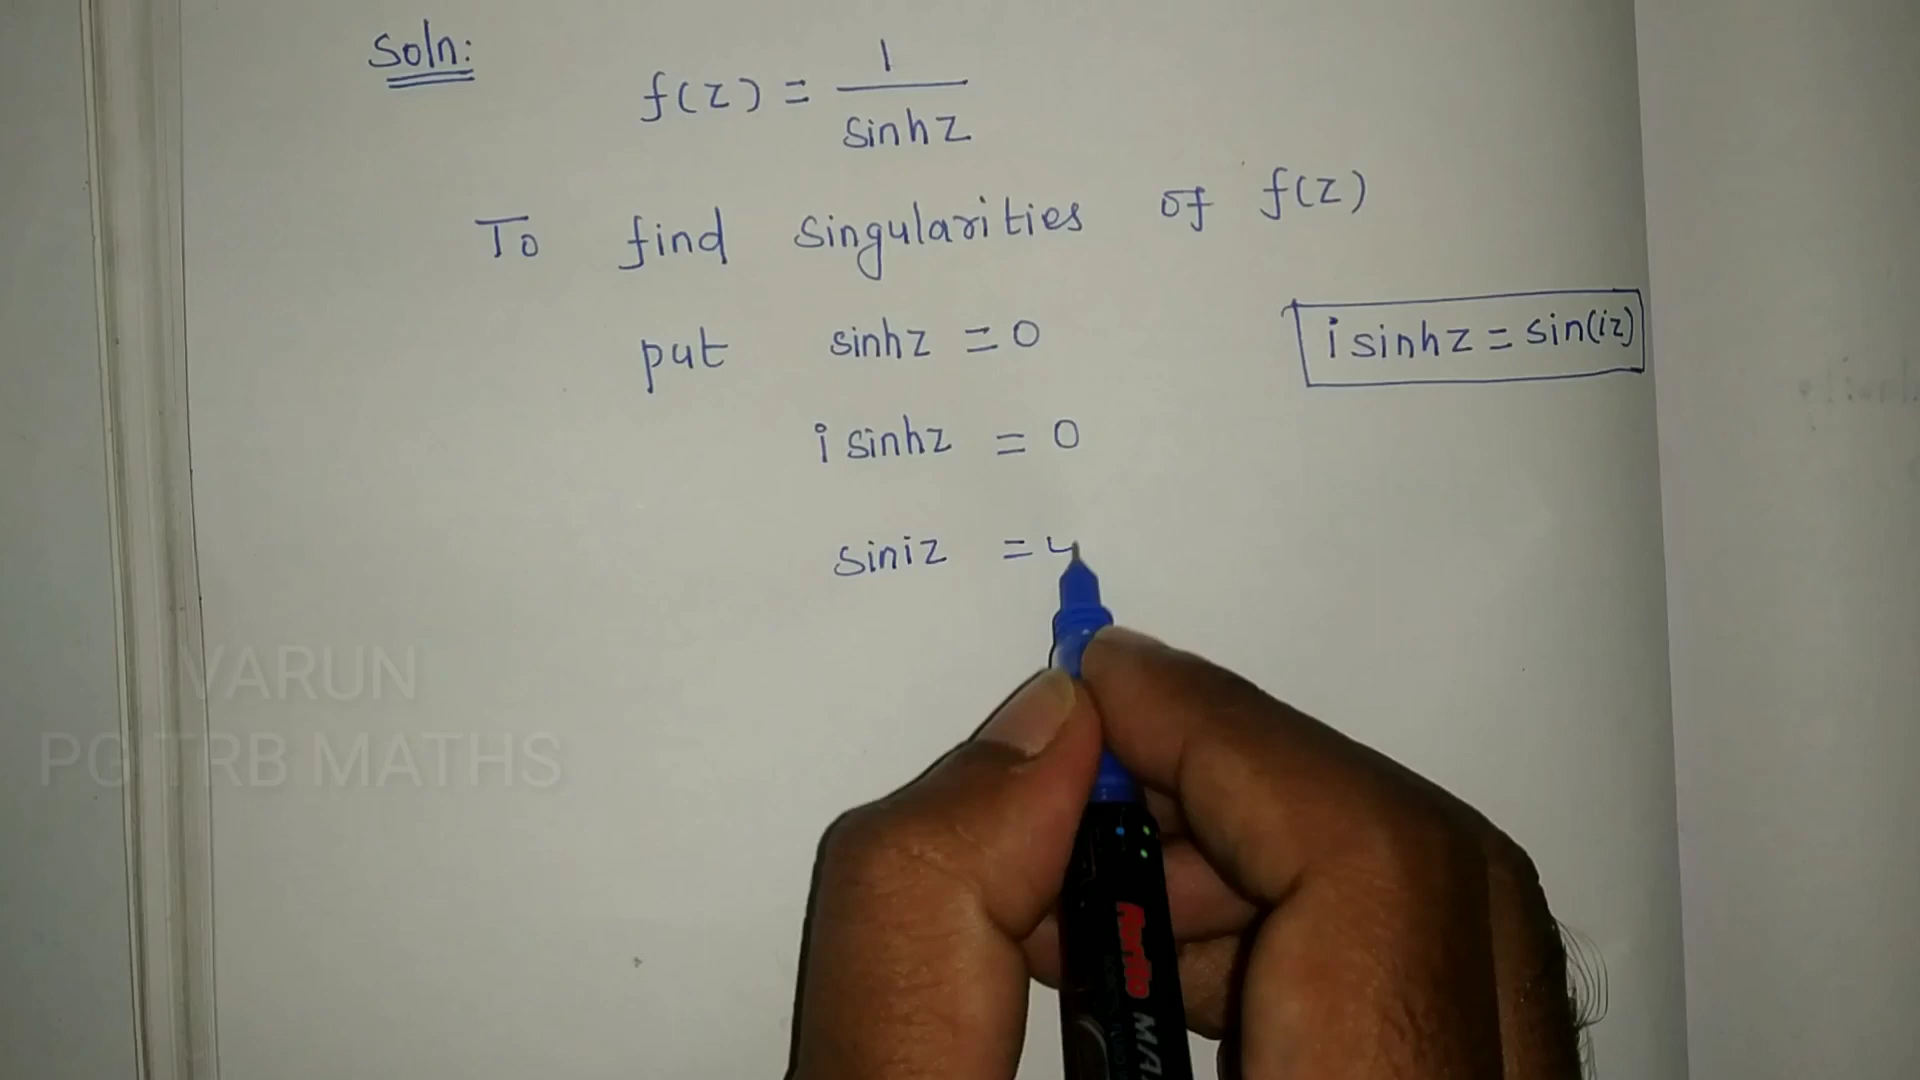 Soln:
f(z) = 1 / sinhz
To find singularities of f(z)
put sinhz = 0
i sinhz = sin(iz)
i sinhz = 0
siniz =
VARUN
PG TRB MATHS